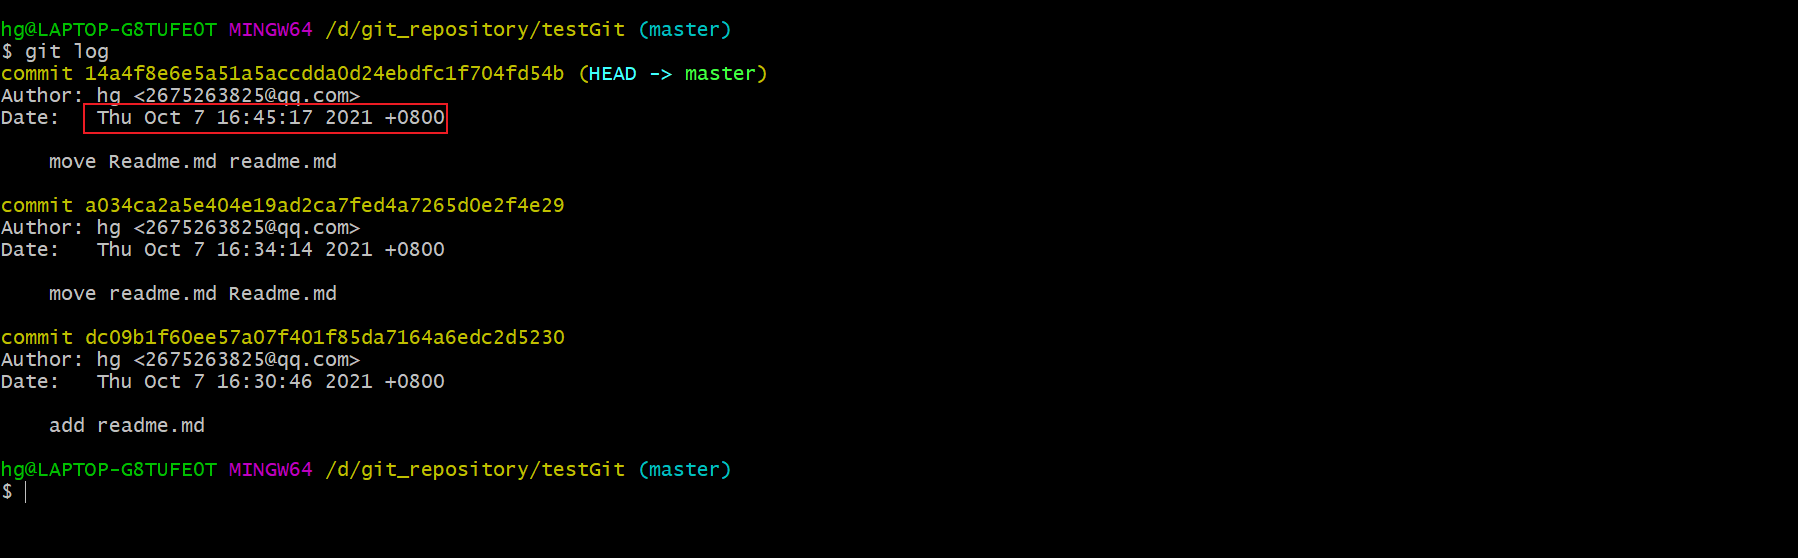 hg@LAPTOP-G8TUFE0T MINGW64 /d/git_repository/testGit (master)
$ git log
commit 14a4f8e6e5a51a5accdda0d24ebdfc1f704fd54b (HEAD -> master)
Author: hg <2675263825@qq.com>
Date:   Thu Oct 7 16:45:17 2021 +0800
    move Readme.md readme.md
commit a034ca2a5e404e19ad2ca7fed4a7265d0e2f4e29
Author: hg <2675263825@qq.com>
Date:   Thu Oct 7 16:34:14 2021 +0800
    move readme.md Readme.md
commit dc09b1f60ee57a07f401f85da7164a6edc2d5230
Author: hg <2675263825@qq.com>
Date:   Thu Oct 7 16:30:46 2021 +0800
    add readme.md
hg@LAPTOP-G8TUFE0T MINGW64 /d/git_repository/testGit (master)
$